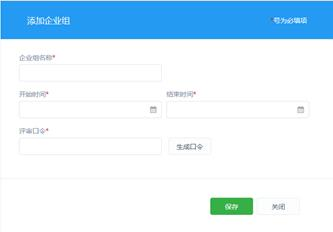 添加企业组
*号为必填项
企业组名称*
开始时间* 结束时间*
评审口令*
生成口令
保存 关闭